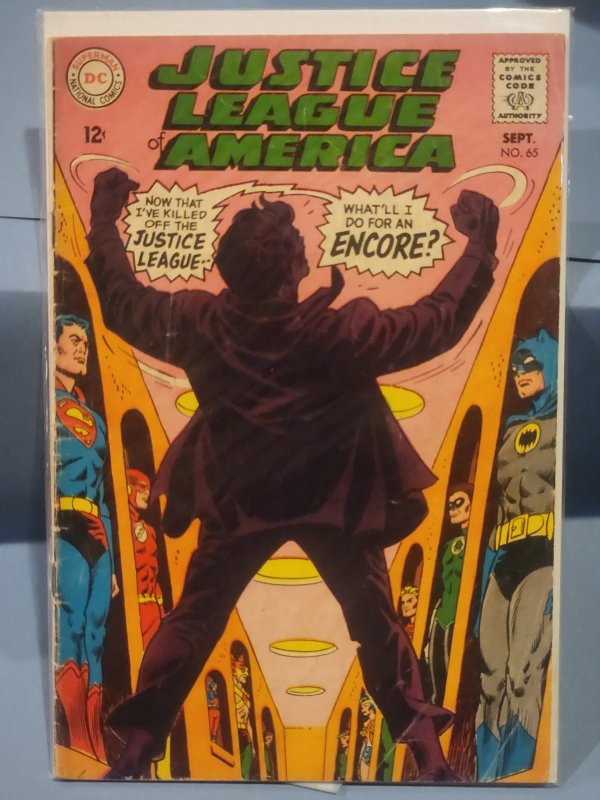 SUPERMAN
DC
NATIONAL COMICS
12¢
JUSTICE
LEAGUE
of AMERICA
APPROVED
BY THE
COMICS
CODE
CA
AUTHORITY
SEPT.
NO. 65
NOW THAT
I'VE KILLED
OFF THE
JUSTICE
LEAGUE--
WHAT'LL I
DO FOR AN
ENCORE?